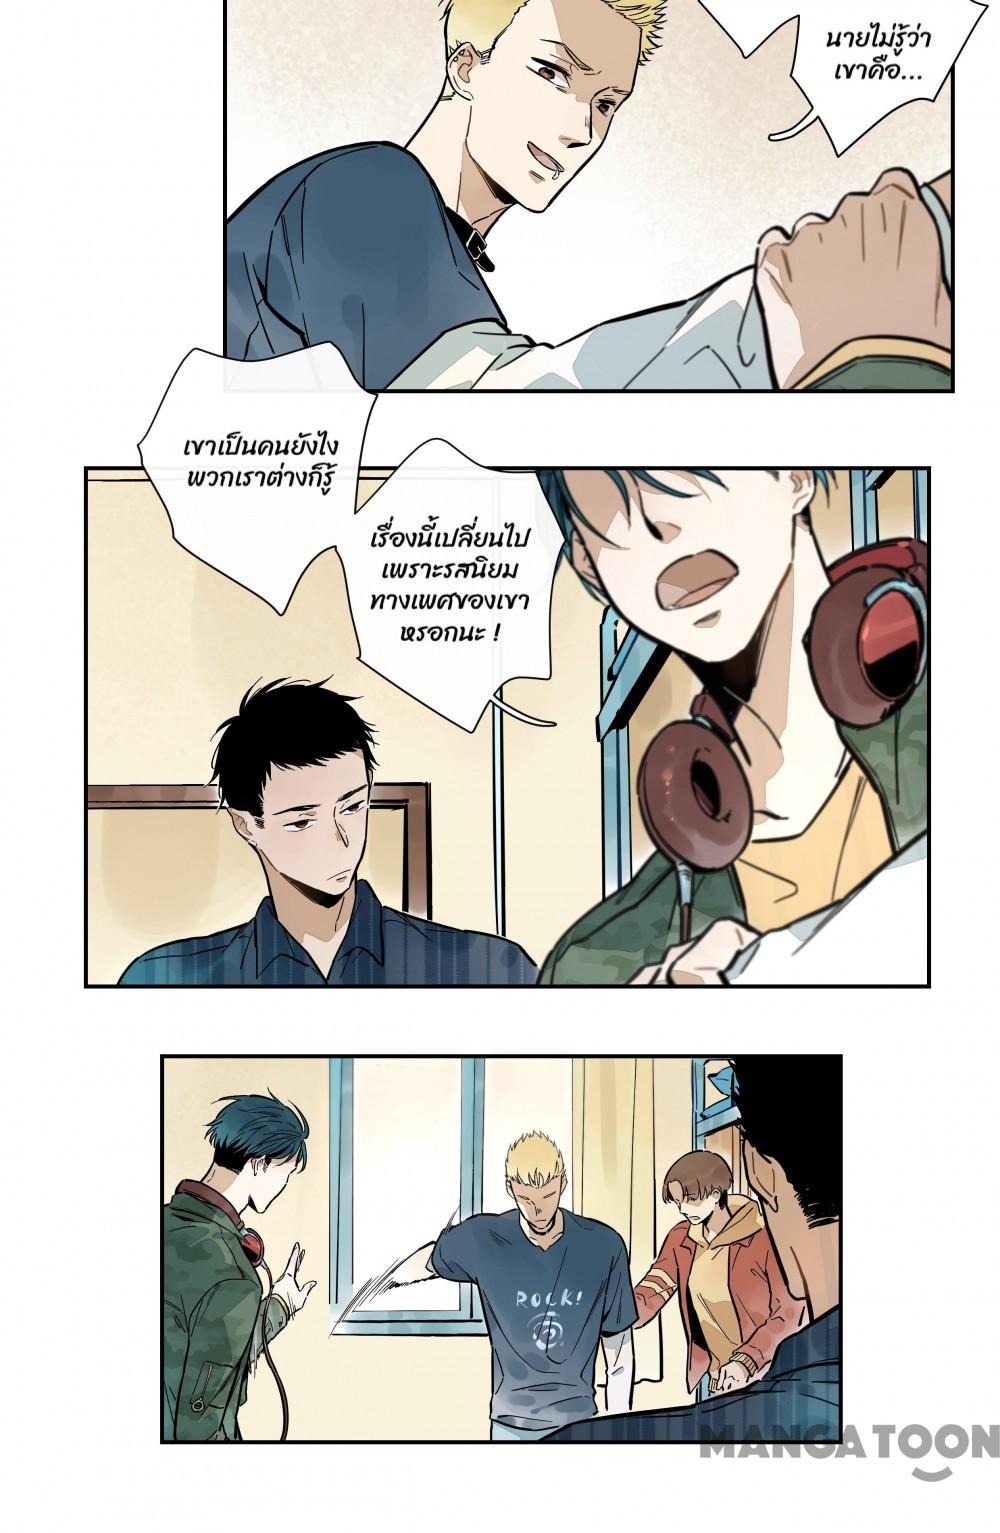 นายไม่รู้ว่า
เขาคือ...
เขาเป็นคนยังไง
พวกเราต่างก็รู้
เรื่องนี้เปลี่ยนไป
เพราะรสนิยม
ทางเพศของเขา
หรอกนะ !
ROCK!
MANGATOON